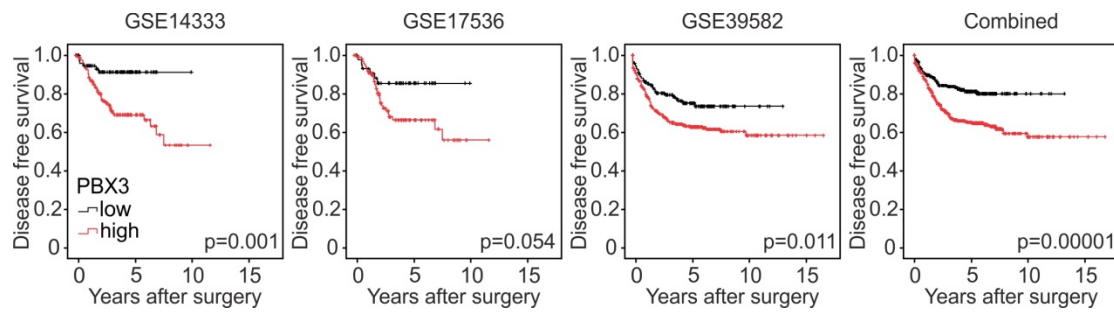 GSE14333
GSE17536
GSE39582
Combined
Disease free survival
1.0
0.8
0.6
0.4
0.2
0
PBX3
low
high
p=0.001
0 5 10 15
Years after surgery
Disease free survival
1.0
0.8
0.6
0.4
0.2
0
p=0.054
0 5 10 15
Years after surgery
Disease free survival
1.0
0.8
0.6
0.4
0.2
0
p=0.011
0 5 10 15
Years after surgery
Disease free survival
1.0
0.8
0.6
0.4
0.2
0
p=0.00001
0 5 10 15
Years after surgery